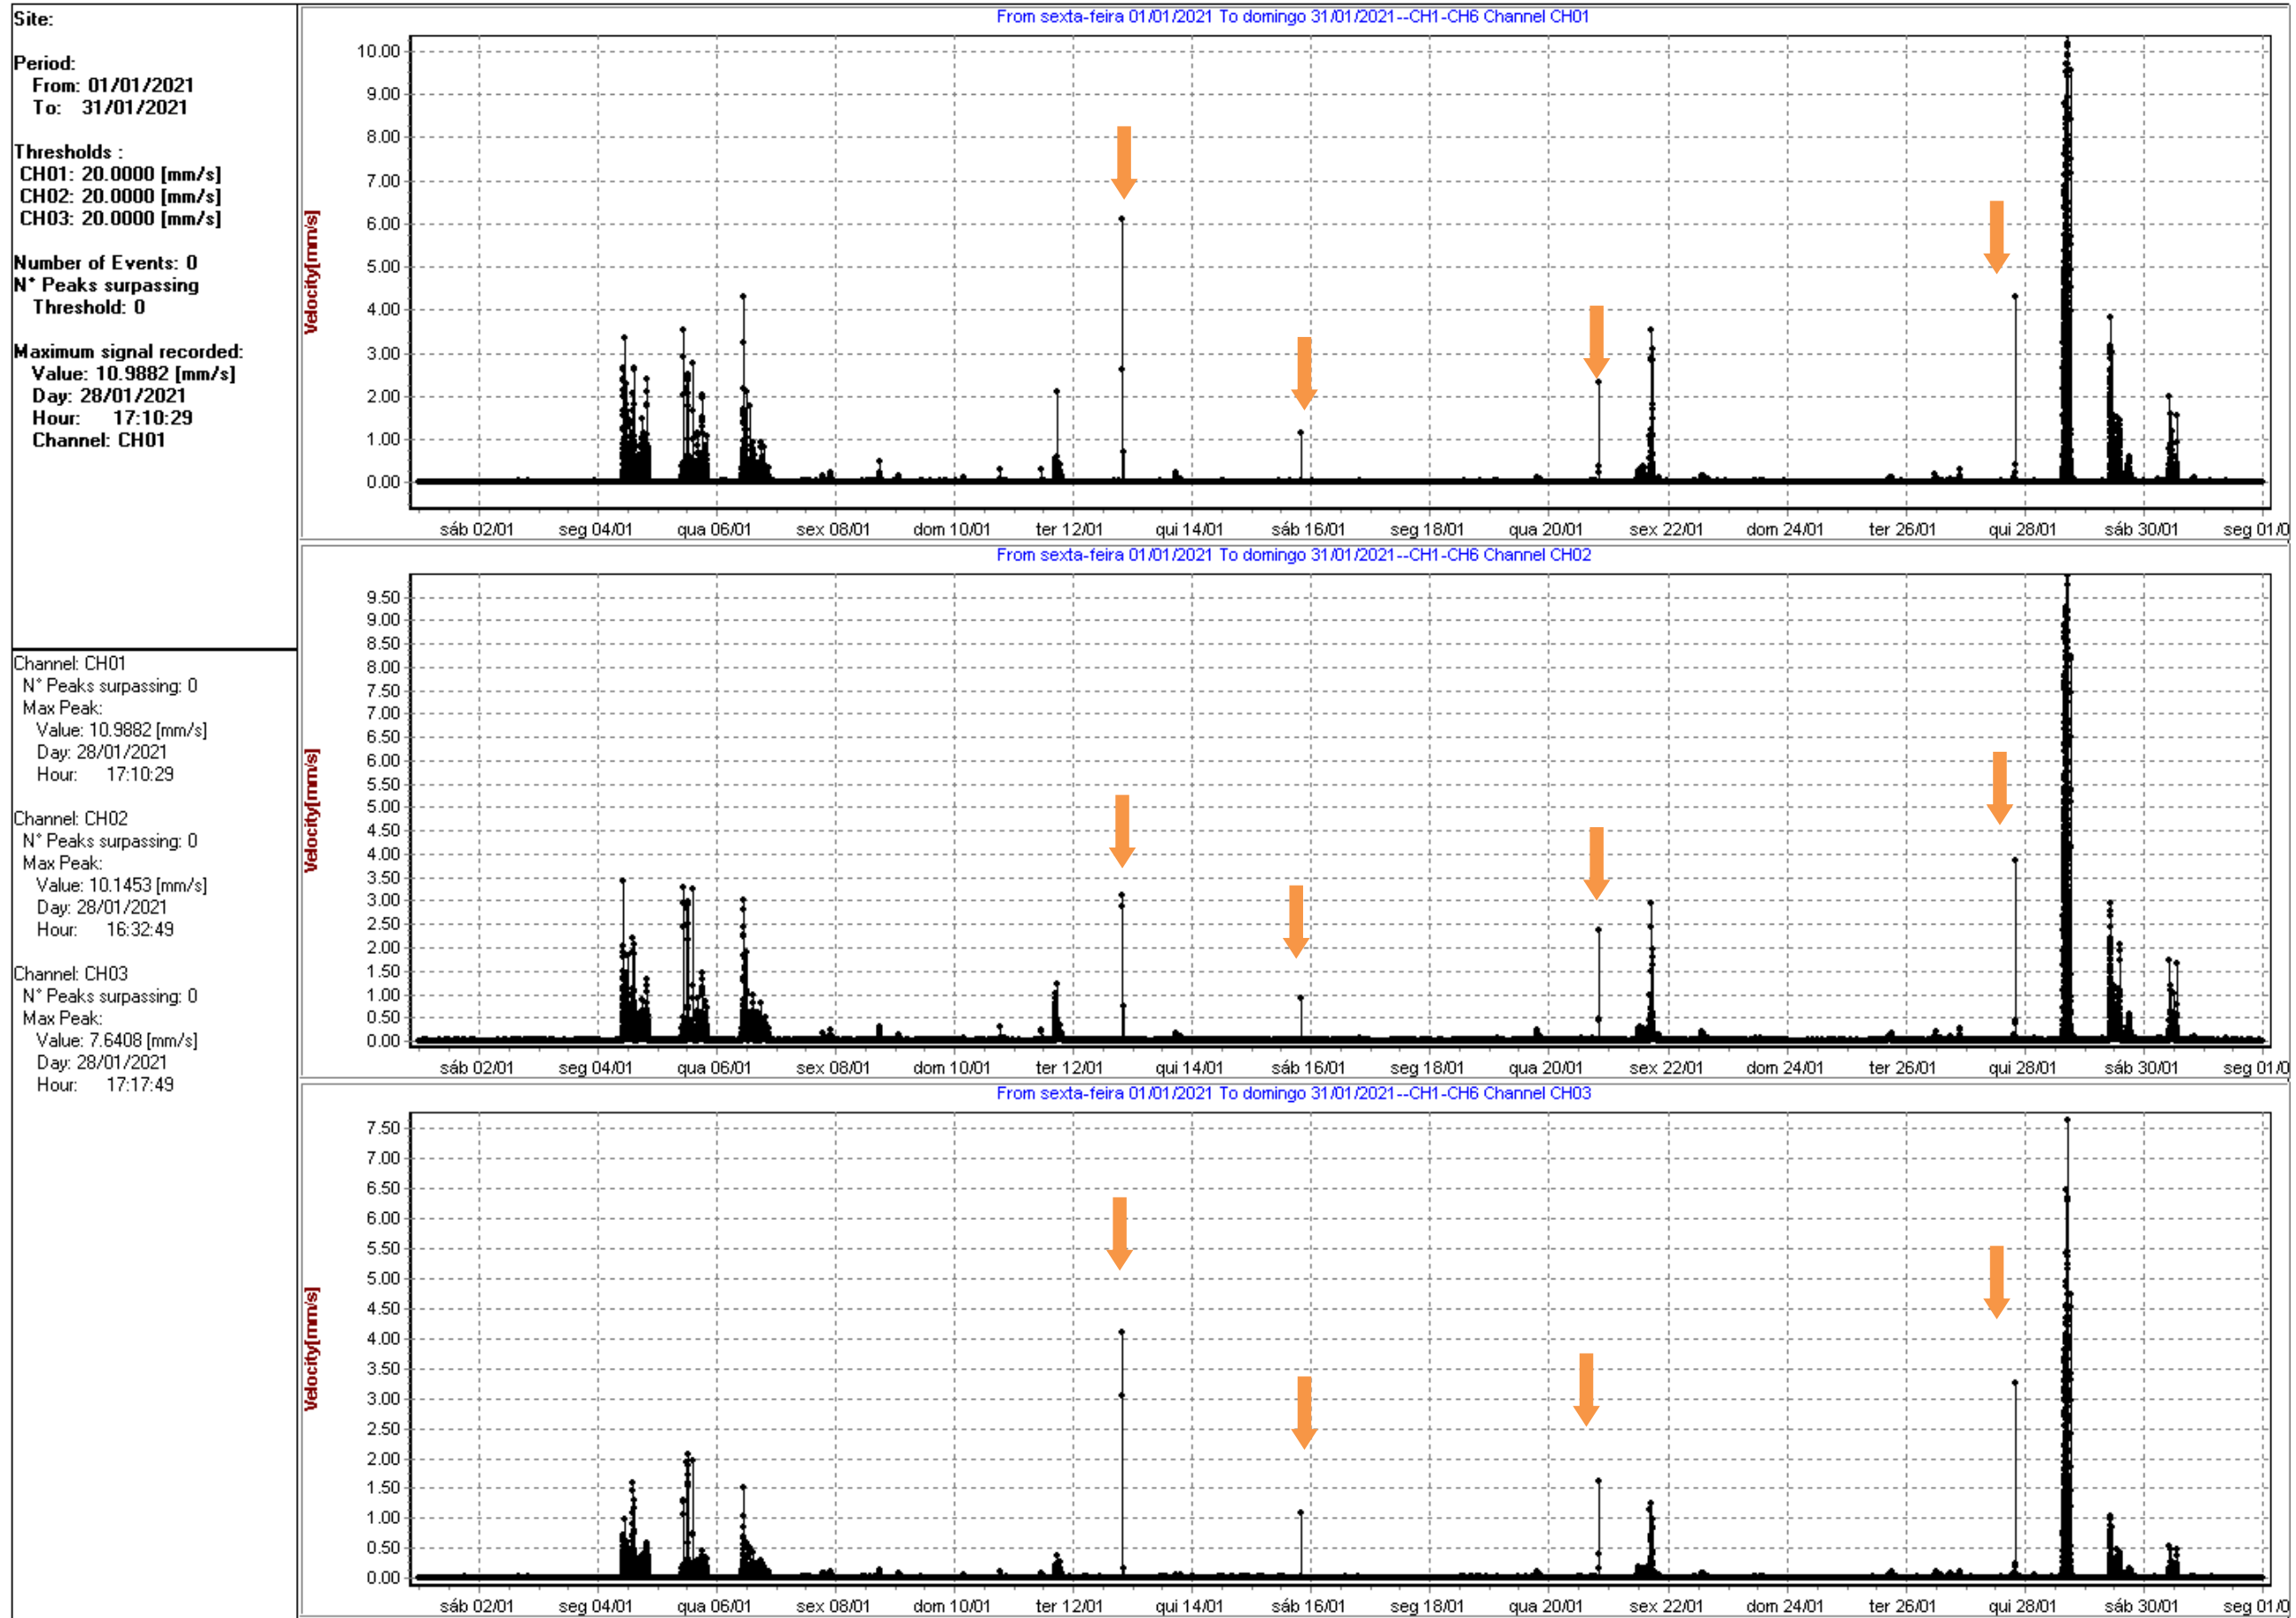 Site:
Period:
From: 01/01/2021
To: 31/01/2021
Thresholds :
CH01: 20.0000 [mm/s]
CH02: 20.0000 [mm/s]
CH03: 20.0000 [mm/s]
Number of Events: 0
N° Peaks surpassing
Threshold: 0
Maximum signal recorded:
Value: 10.9882 [mm/s]
Day: 28/01/2021
Hour: 17:10:29
Channel: CH01
Channel: CH01
N° Peaks surpassing: 0
Max Peak:
Value: 10.9882 [mm/s]
Day: 28/01/2021
Hour: 17:10:29
Channel: CH02
N° Peaks surpassing: 0
Max Peak:
Value: 10.1453 [mm/s]
Day: 28/01/2021
Hour: 16:32:49
Channel: CH03
N° Peaks surpassing: 0
Max Peak:
Value: 7.6408 [mm/s]
Day: 28/01/2021
Hour: 17:17:49
From sexta-feira 01/01/2021 To domingo 31/01/2021--CH1-CH6 Channel CH01
Velocity[mm/s]
10.00
9.00
8.00
7.00
6.00
5.00
4.00
3.00
2.00
1.00
0.00
sáb 02/01 seg 04/01 qua 06/01 sex 08/01 dom 10/01 ter 12/01 qui 14/01 sáb 16/01 seg 18/01 qua 20/01 sex 22/01 dom 24/01 ter 26/01 qui 28/01 sáb 30/01 seg 01/0
From sexta-feira 01/01/2021 To domingo 31/01/2021--CH1-CH6 Channel CH02
Velocity[mm/s]
9.50
9.00
8.50
8.00
7.50
7.00
6.50
6.00
5.50
5.00
4.50
4.00
3.50
3.00
2.50
2.00
1.50
1.00
0.50
0.00
sáb 02/01 seg 04/01 qua 06/01 sex 08/01 dom 10/01 ter 12/01 qui 14/01 sáb 16/01 seg 18/01 qua 20/01 sex 22/01 dom 24/01 ter 26/01 qui 28/01 sáb 30/01 seg 01/0
From sexta-feira 01/01/2021 To domingo 31/01/2021--CH1-CH6 Channel CH03
Velocity[mm/s]
7.50
7.00
6.50
6.00
5.50
5.00
4.50
4.00
3.50
3.00
2.50
2.00
1.50
1.00
0.50
0.00
sáb 02/01 seg 04/01 qua 06/01 sex 08/01 dom 10/01 ter 12/01 qui 14/01 sáb 16/01 seg 18/01 qua 20/01 sex 22/01 dom 24/01 ter 26/01 qui 28/01 sáb 30/01 seg 01/0